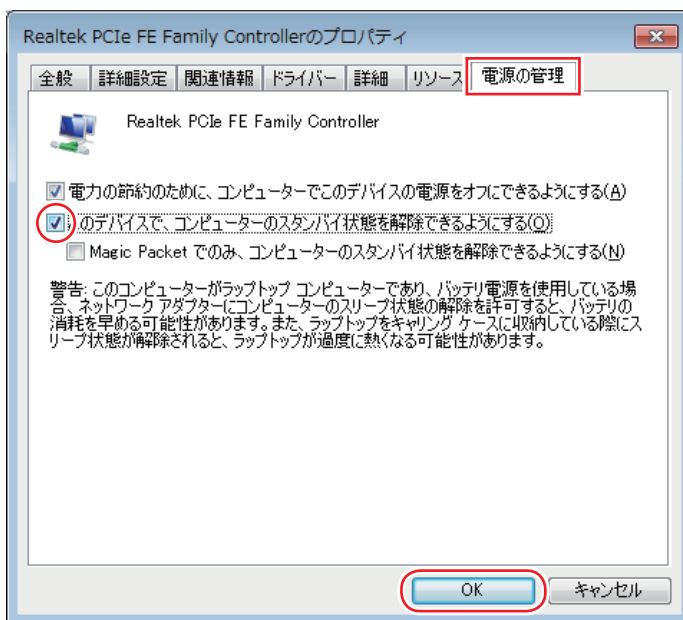 Realtek PCIe FE Family Controllerのプロパティ
全般 詳細設定 関連情報 ドライバー 詳細 リソース 電源の管理
Realtek PCIe FE Family Controller
電力の節約のために、コンピューターでこのデバイスの電源をオフにできるようにする(A)
このデバイスで、コンピューターのスタンバイ状態を解除できるようにする(O)
Magic Packet でのみ、コンピューターのスタンバイ状態を解除できるようにする(N)
警告: このコンピューターがラップトップ コンピューターであり、バッテリ電源を使用している場
合、ネットワーク アダプターにコンピューターのスリープ状態の解除を許可すると、バッテリの
消耗を早める可能性があります。また、ラップトップをキャリング ケースに収納している際にス
リープ状態が解除されると、ラップトップが過度に熱くなる可能性があります。
OK キャンセル